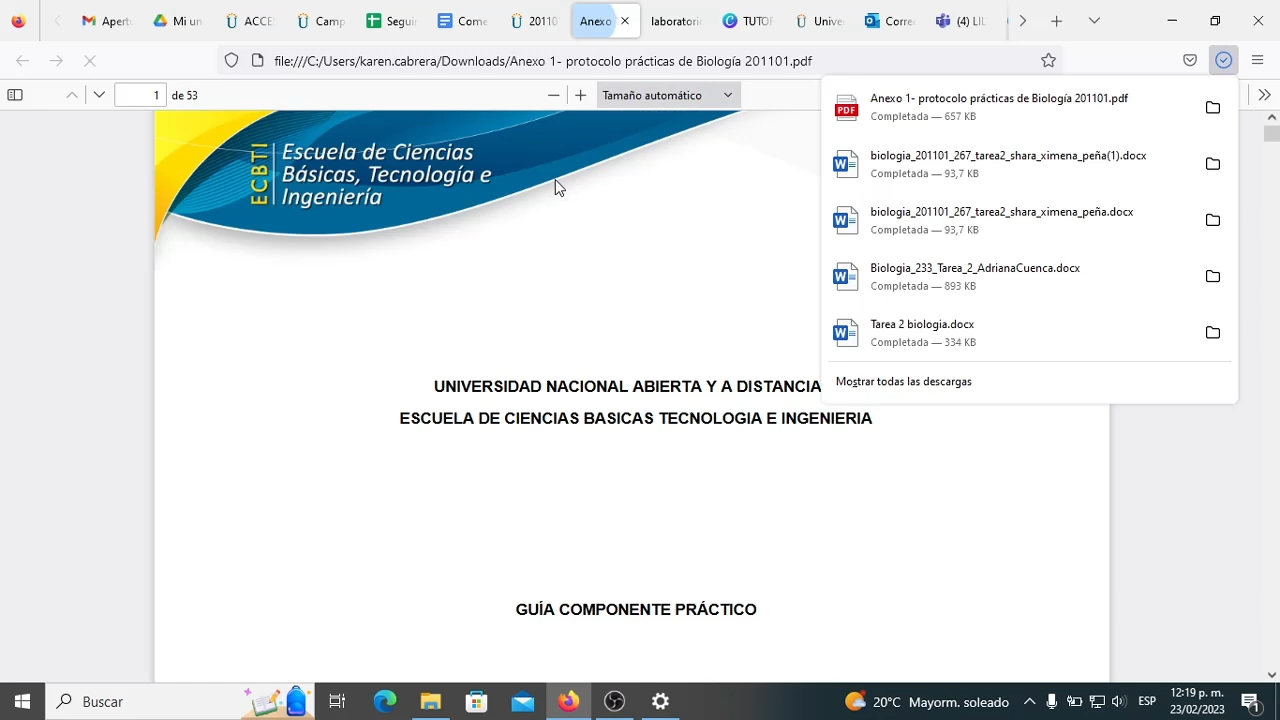 Apert
Mi un
ACCE
Camp
Segui
Come
20110
Anexo
laboratori
TUTOR
Unive
Corre
(4) LI
file:///C:/Users/karen.cabrera/Downloads/Anexo 1- protocolo prácticas de Biología 201101.pdf
1 de 53
Tamaño automático
Anexo 1- protocolo prácticas de Biología 201101.pdf
Completada — 657 KB
biologia_201101_267_tarea2_shara_ximena_peña(1).docx
Completada — 93,7 KB
biologia_201101_267_tarea2_shara_ximena_peña.docx
Completada — 93,7 KB
Biologia_233_Tarea_2_AdrianaCuenca.docx
Completada — 893 KB
Tarea 2 biologia.docx
Completada — 334 KB
Mostrar todas las descargas
ECBTI
Escuela de Ciencias
Básicas, Tecnología e
Ingeniería
UNIVERSIDAD NACIONAL ABIERTA Y A DISTANCIA
ESCUELA DE CIENCIAS BASICAS TECNOLOGIA E INGENIERIA
GUÍA COMPONENTE PRÁCTICO
Buscar
20°C Mayorm. soleado
ESP
12:19 p. m.
23/02/2023
1